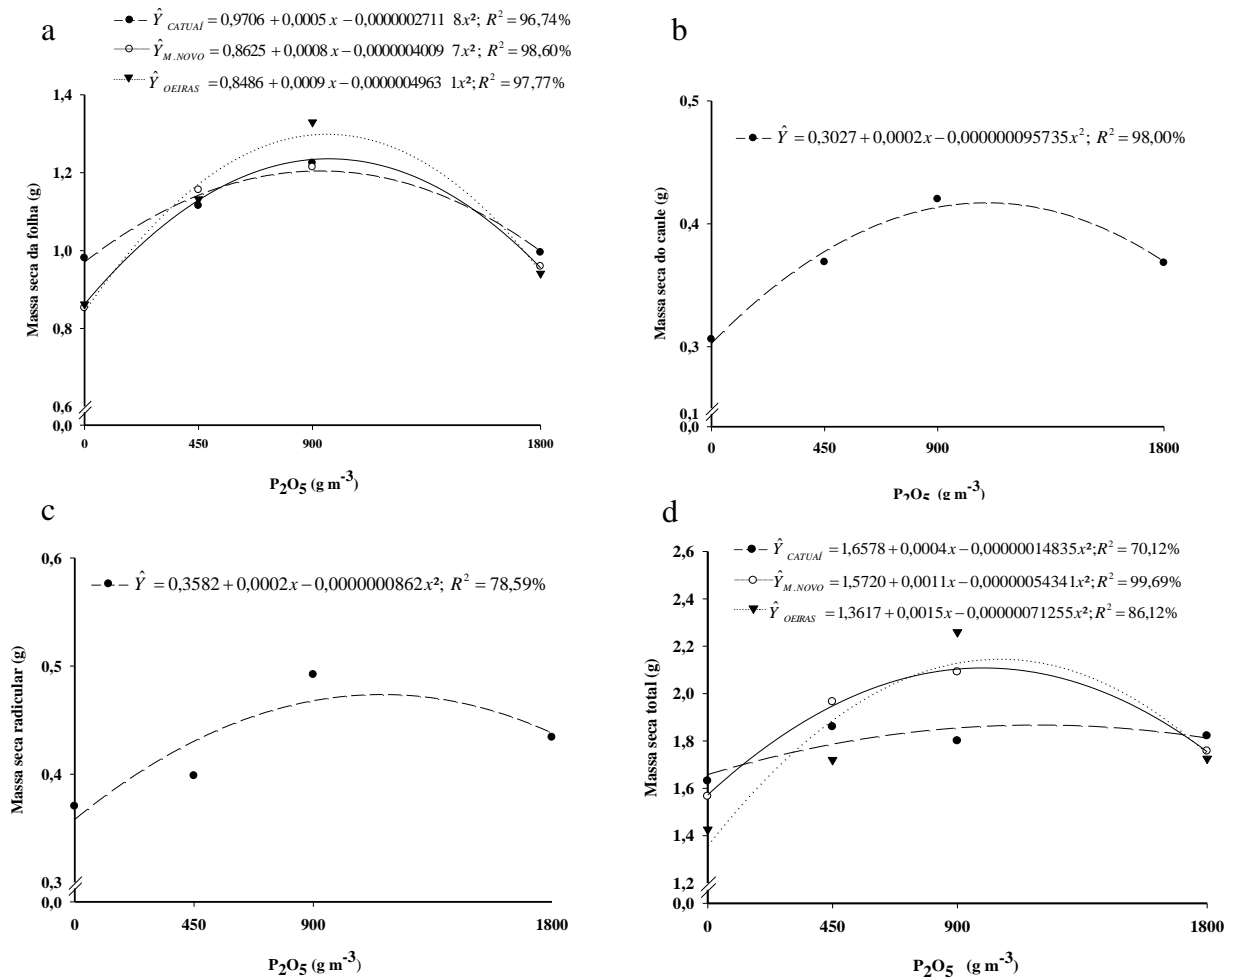 a
Ŷ CATUAÍ = 0,9706 + 0,0005 x − 0,0000002711 8x²; R² = 96,74%
Ŷ M.NOVO = 0,8625 + 0,0008 x − 0,0000004009 7x²; R² = 98,60%
Ŷ OEIRAS = 0,8486 + 0,0009 x − 0,0000004963 1x²; R² = 97,77%
Massa seca da folha (g)
1,4
1,2
1,0
0,8
0,6
0,0
0 450 900 1800
P₂O₅ (g m⁻³)
b
Ŷ = 0,3027 + 0,0002x − 0,000000095735x²; R² = 98,00%
Massa seca do caule (g)
0,5
0,4
0,3
0,1
0,0
0 450 900 1800
P₂O₅ (g m⁻³)
c
Ŷ = 0,3582 + 0,0002x − 0,0000000862x²; R² = 78,59%
Massa seca radicular (g)
0,6
0,5
0,4
0,3
0,0
0 450 900 1800
P₂O₅ (g m⁻³)
d
Ŷ CATUAÍ = 1,6578 + 0,0004x − 0,00000014835x²; R² = 70,12%
Ŷ M.NOVO = 1,5720 + 0,0011x − 0,00000054341x²; R² = 99,69%
Ŷ OEIRAS = 1,3617 + 0,0015x − 0,00000071255x²; R² = 86,12%
Massa seca total (g)
2,6
2,4
2,2
2,0
1,8
1,6
1,4
1,2
0,0
0 450 900 1800
P₂O₅ (g m⁻³)